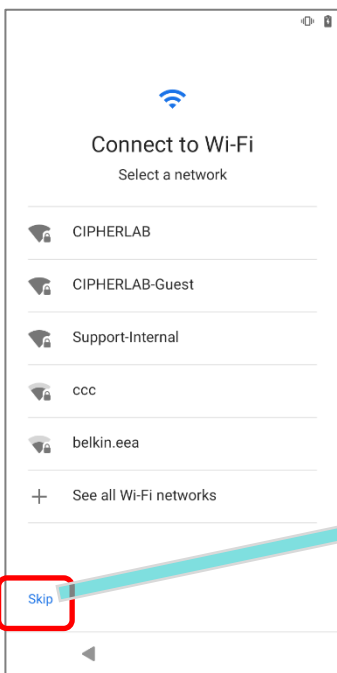 Connect to Wi-Fi
Select a network
CIPHERLAB
CIPHERLAB-Guest
Support-Internal
ccc
belkin.eea
See all Wi-Fi networks
Skip